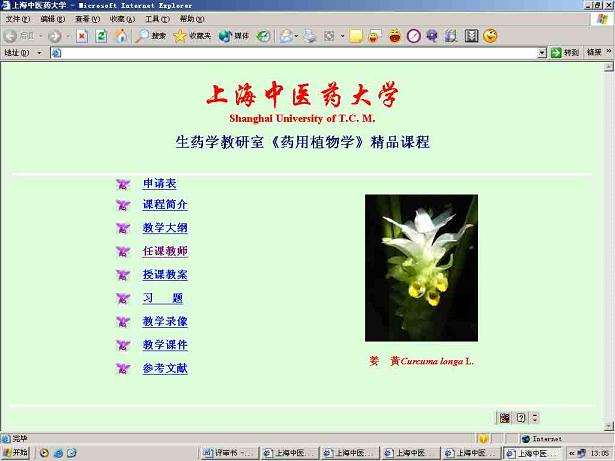 上海中医药大学 - Microsoft Internet Explorer
文件(F) 编辑(E) 查看(V) 收藏(A) 工具(T) 帮助(H)
后退 搜索 收藏夹 媒体
地址(D) 转到 链接 »
上海中医药大学
Shanghai University of T.C. M.
生药学教研室《药用植物学》精品课程
申请表
课程简介
教学大纲
任课教师
授课教案
习 题
教学录像
教学课件
参考文献
姜 黃 Curcuma longa L.
完毕 Internet
开始 评审书 -... 上海中医... 上海中医... 上海中医... 上海中医... 上海中医... « 13:05